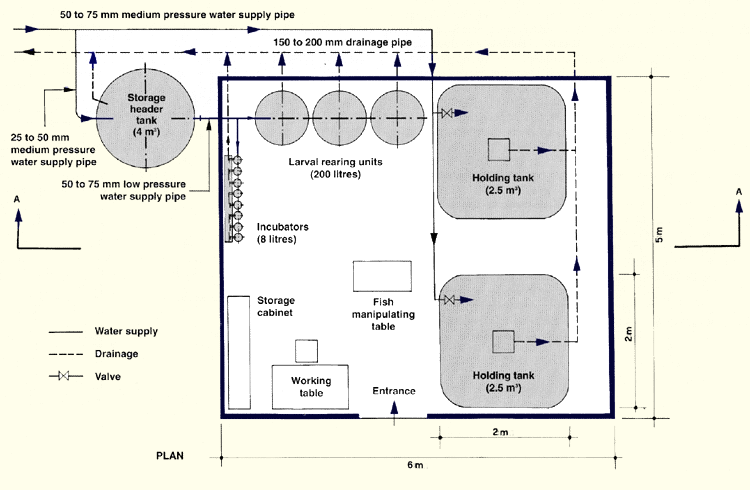 50 to 75 mm medium pressure water supply pipe
150 to 200 mm drainage pipe
Storage
header
tank
(4 m³)
25 to 50 mm
medium pressure
water supply pipe
50 to 75 mm low pressure
water supply pipe
Larval rearing units
(200 litres)
Holding tank
(2.5 m³)
A
A
Incubators
(8 litres)
5 m
Storage
cabinet
Fish
manipulating
table
Water supply
Drainage
Valve
2 m
Working
table
Entrance
Holding tank
(2.5 m³)
2 m
PLAN
6 m